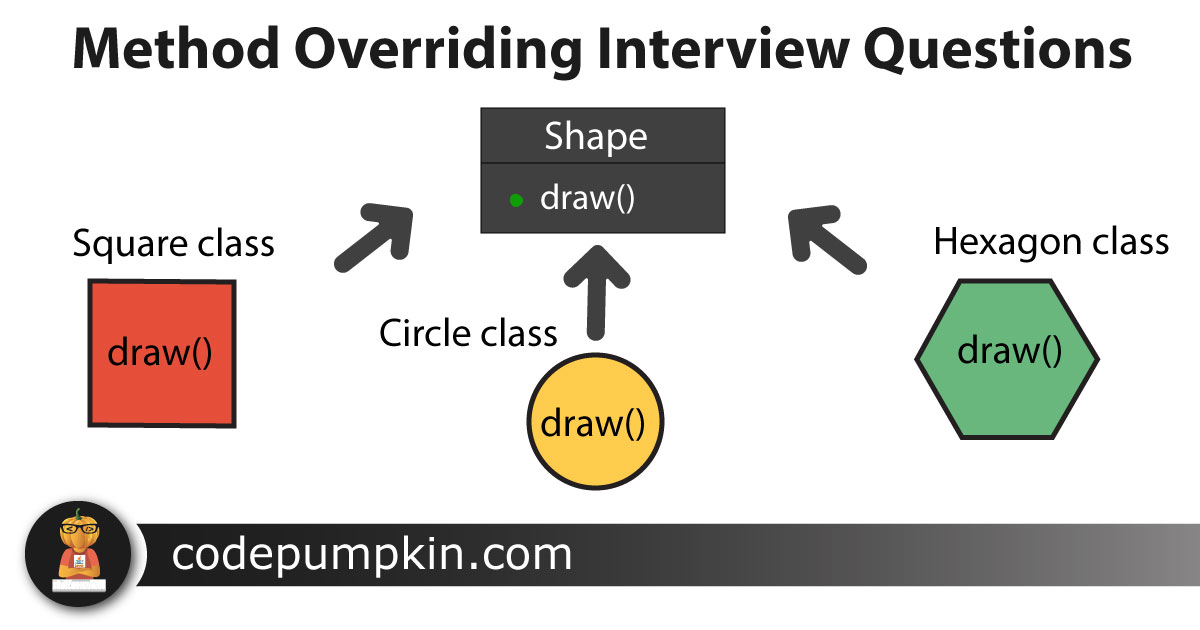 Method Overriding Interview Questions
Shape
draw()
Square class
draw()
Circle class
draw()
Hexagon class
draw()
codepumpkin.com